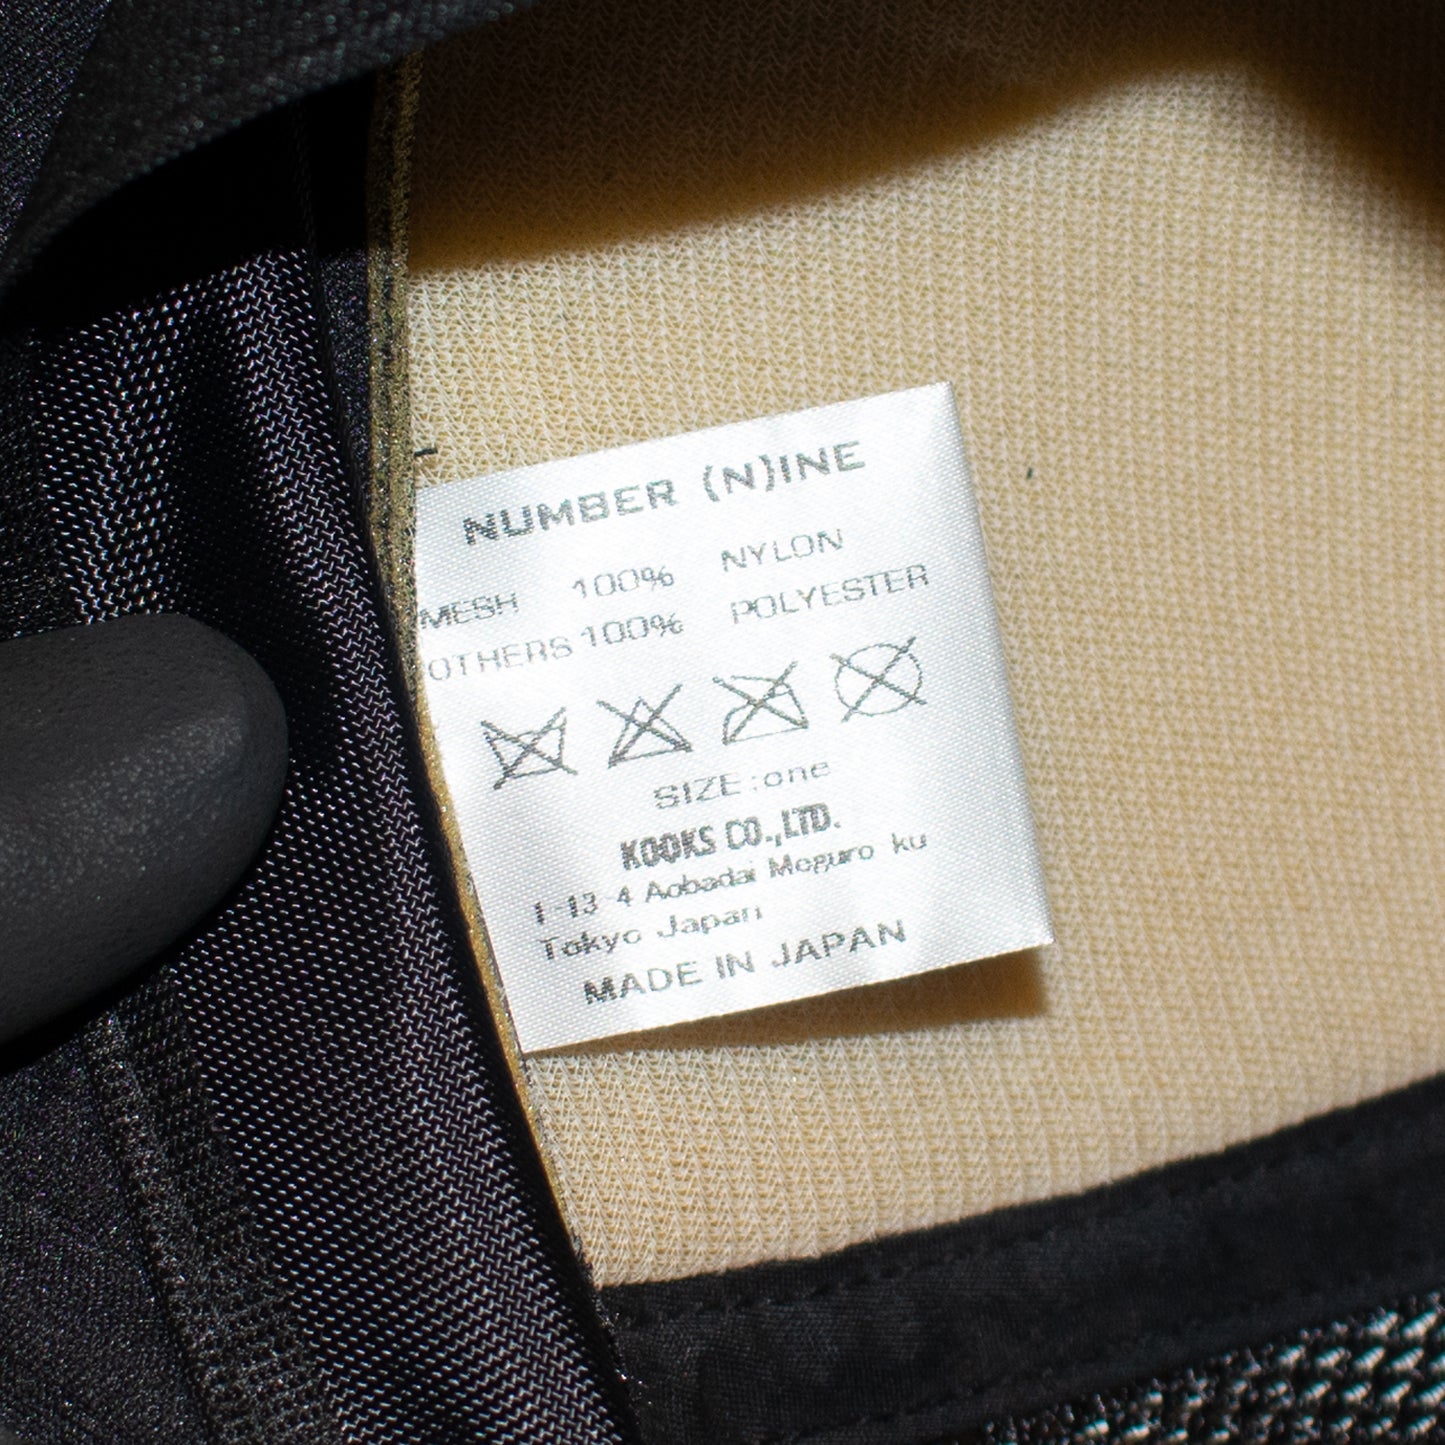 NUMBER (N)INE
MESH 100% NYLON
OTHERS 100% POLYESTER
SIZE:one
KOOKS CO.,LTD.
1-13-4 Aobadai Meguro ku
Tokyo Japan
MADE IN JAPAN